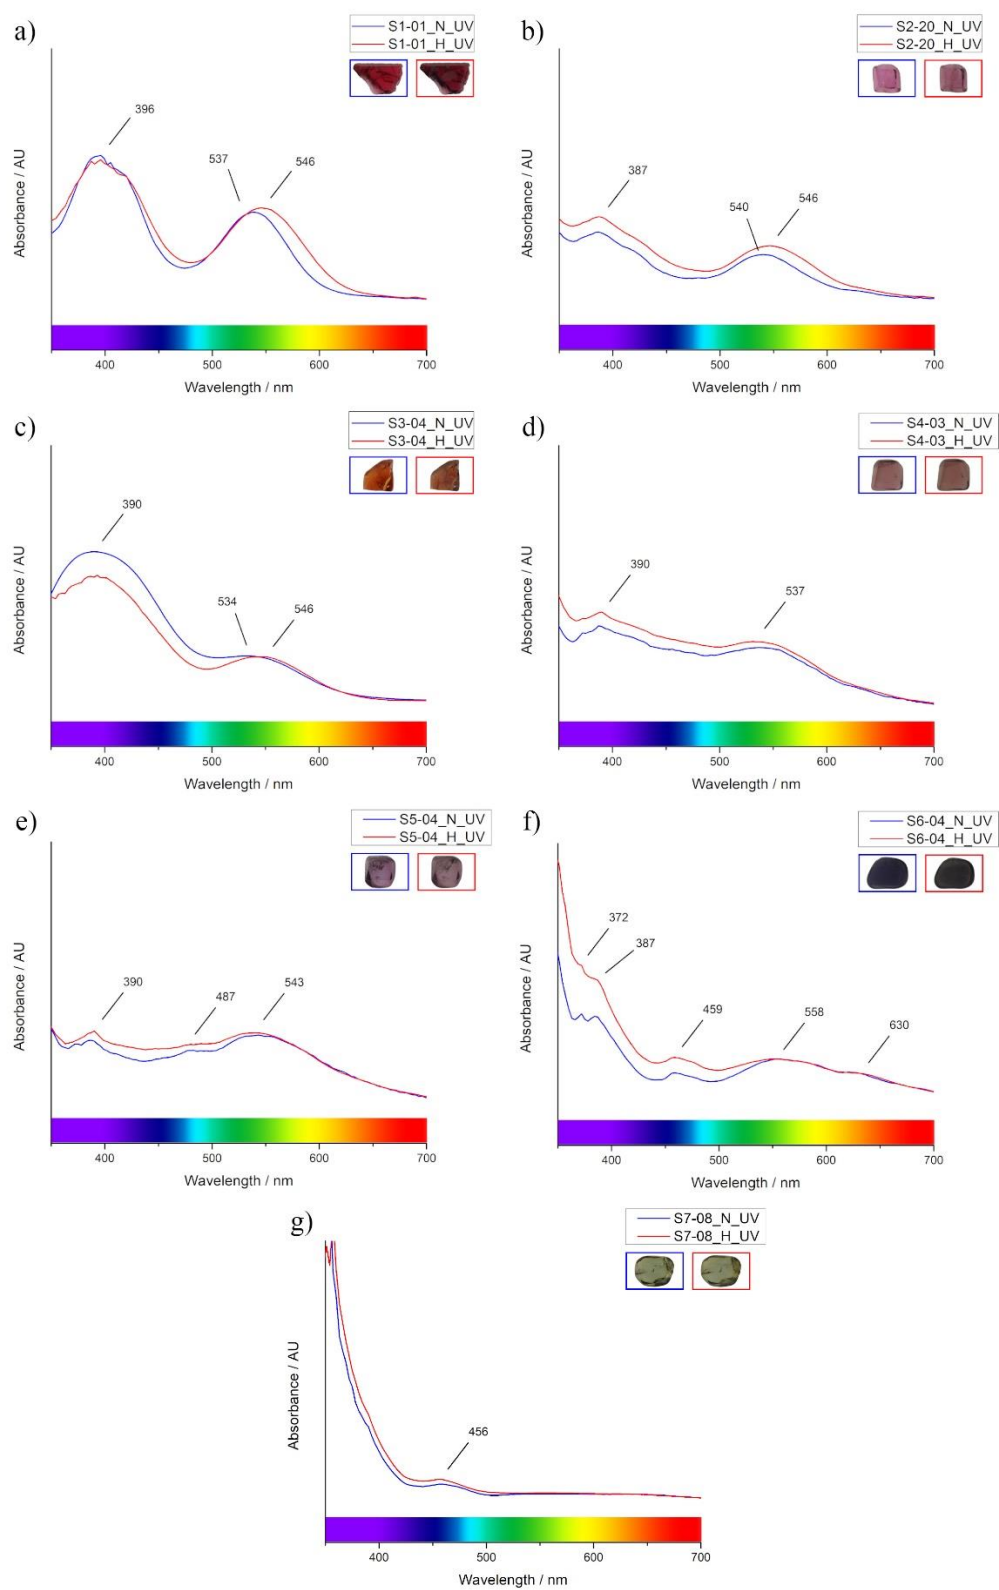 a)
S1-01_N_UV
S1-01_H_UV
396
537
546
Absorbance / AU
400
500
600
700
Wavelength / nm
b)
S2-20_N_UV
S2-20_H_UV
387
540
546
Absorbance / AU
400
500
600
700
Wavelength / nm
c)
S3-04_N_UV
S3-04_H_UV
390
534
546
Absorbance / AU
400
500
600
700
Wavelength / nm
d)
S4-03_N_UV
S4-03_H_UV
390
537
Absorbance / AU
400
500
600
700
Wavelength / nm
e)
S5-04_N_UV
S5-04_H_UV
390
487
543
Absorbance / AU
400
500
600
700
Wavelength / nm
f)
S6-04_N_UV
S6-04_H_UV
372
387
459
558
630
Absorbance / AU
400
500
600
700
Wavelength / nm
g)
S7-08_N_UV
S7-08_H_UV
456
Absorbance / AU
400
500
600
700
Wavelength / nm